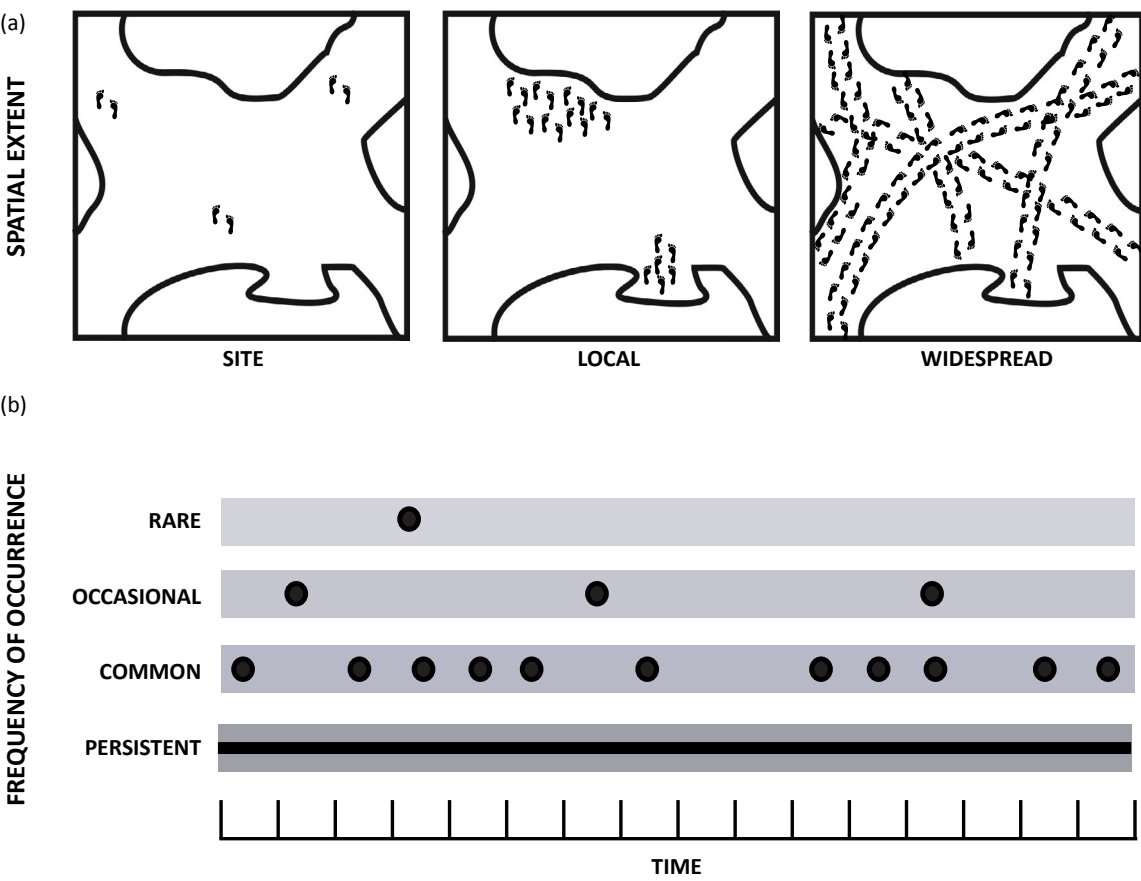 (a)
SPATIAL EXTENT
SITE
LOCAL
WIDESPREAD
(b)
FREQUENCY OF OCCURRENCE
RARE
OCCASIONAL
COMMON
PERSISTENT
TIME